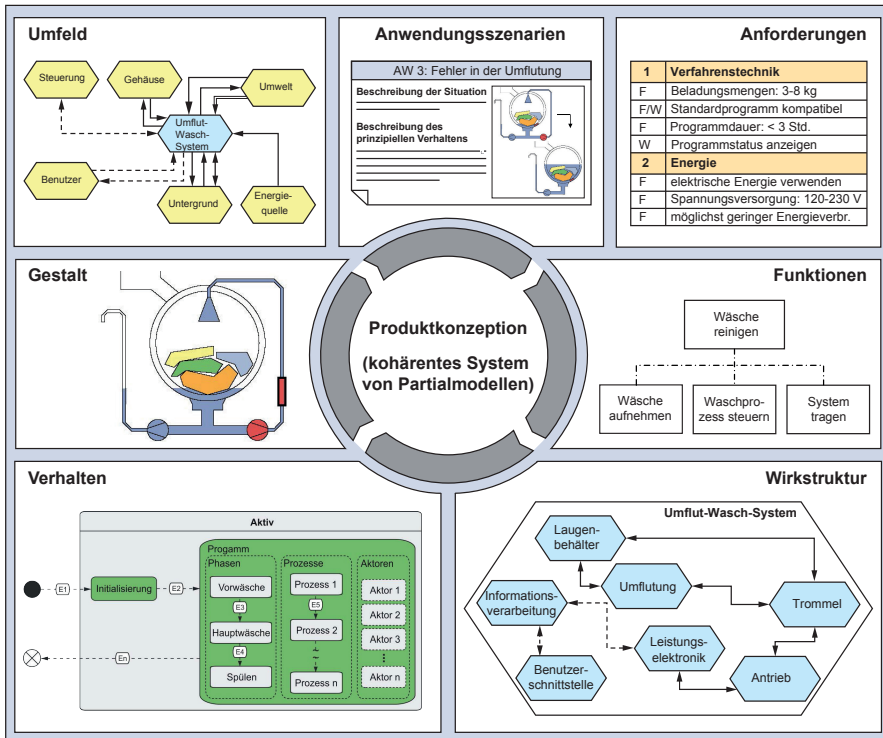 Umfeld
Steuerung
Gehäuse
Umwelt
Umflut-
Wasch-
System
Benutzer
Untergrund
Energie-
quelle
Anwendungsszenarien
AW 3: Fehler in der Umflutung
Beschreibung der Situation
Beschreibung des
prinzipiellen Verhaltens
Anforderungen
1 Verfahrenstechnik
F Beladungsmengen: 3-8 kg
F/W Standardprogramm kompatibel
F Programmdauer: < 3 Std.
W Programmstatus anzeigen
2 Energie
F elektrische Energie verwenden
F Spannungsversorgung: 120-230 V
F möglichst geringer Energieverbr.
Gestalt
Produktkonzeption
(kohärentes System
von Partialmodellen)
Funktionen
Wäsche
reinigen
Wäsche
aufnehmen
Waschpro-
zess steuern
System
tragen
Verhalten
Aktiv
Progamm
Phasen
Prozesse
Aktoren
E1
Initialisierung
E2
Vorwäsche
E3
Hauptwäsche
E4
Spülen
Prozess 1
E5
Prozess 2
~
~
Prozess n
Aktor 1
Aktor 2
Aktor 3
⋮
Aktor n
En
Wirkstruktur
Umflut-Wasch-System
Laugen-
behälter
Umflutung
Informations-
verarbeitung
Trommel
Leistungs-
elektronik
Benutzer-
schnittstelle
Antrieb